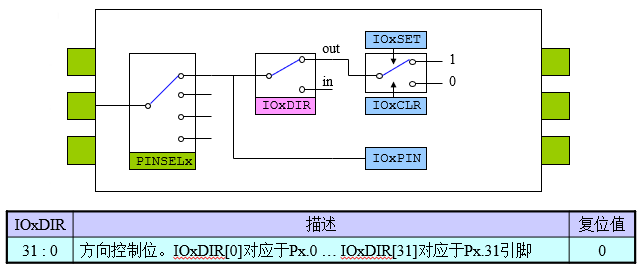 IOxSET
out
1
in
0
IOxDIR
IOxCLR
PINSELx
IOxPIN
IOxDIR 描述 复位值
31 : 0 方向控制位。IOxDIR[0]对应于Px.0 … IOxDIR[31]对应于Px.31引脚 0